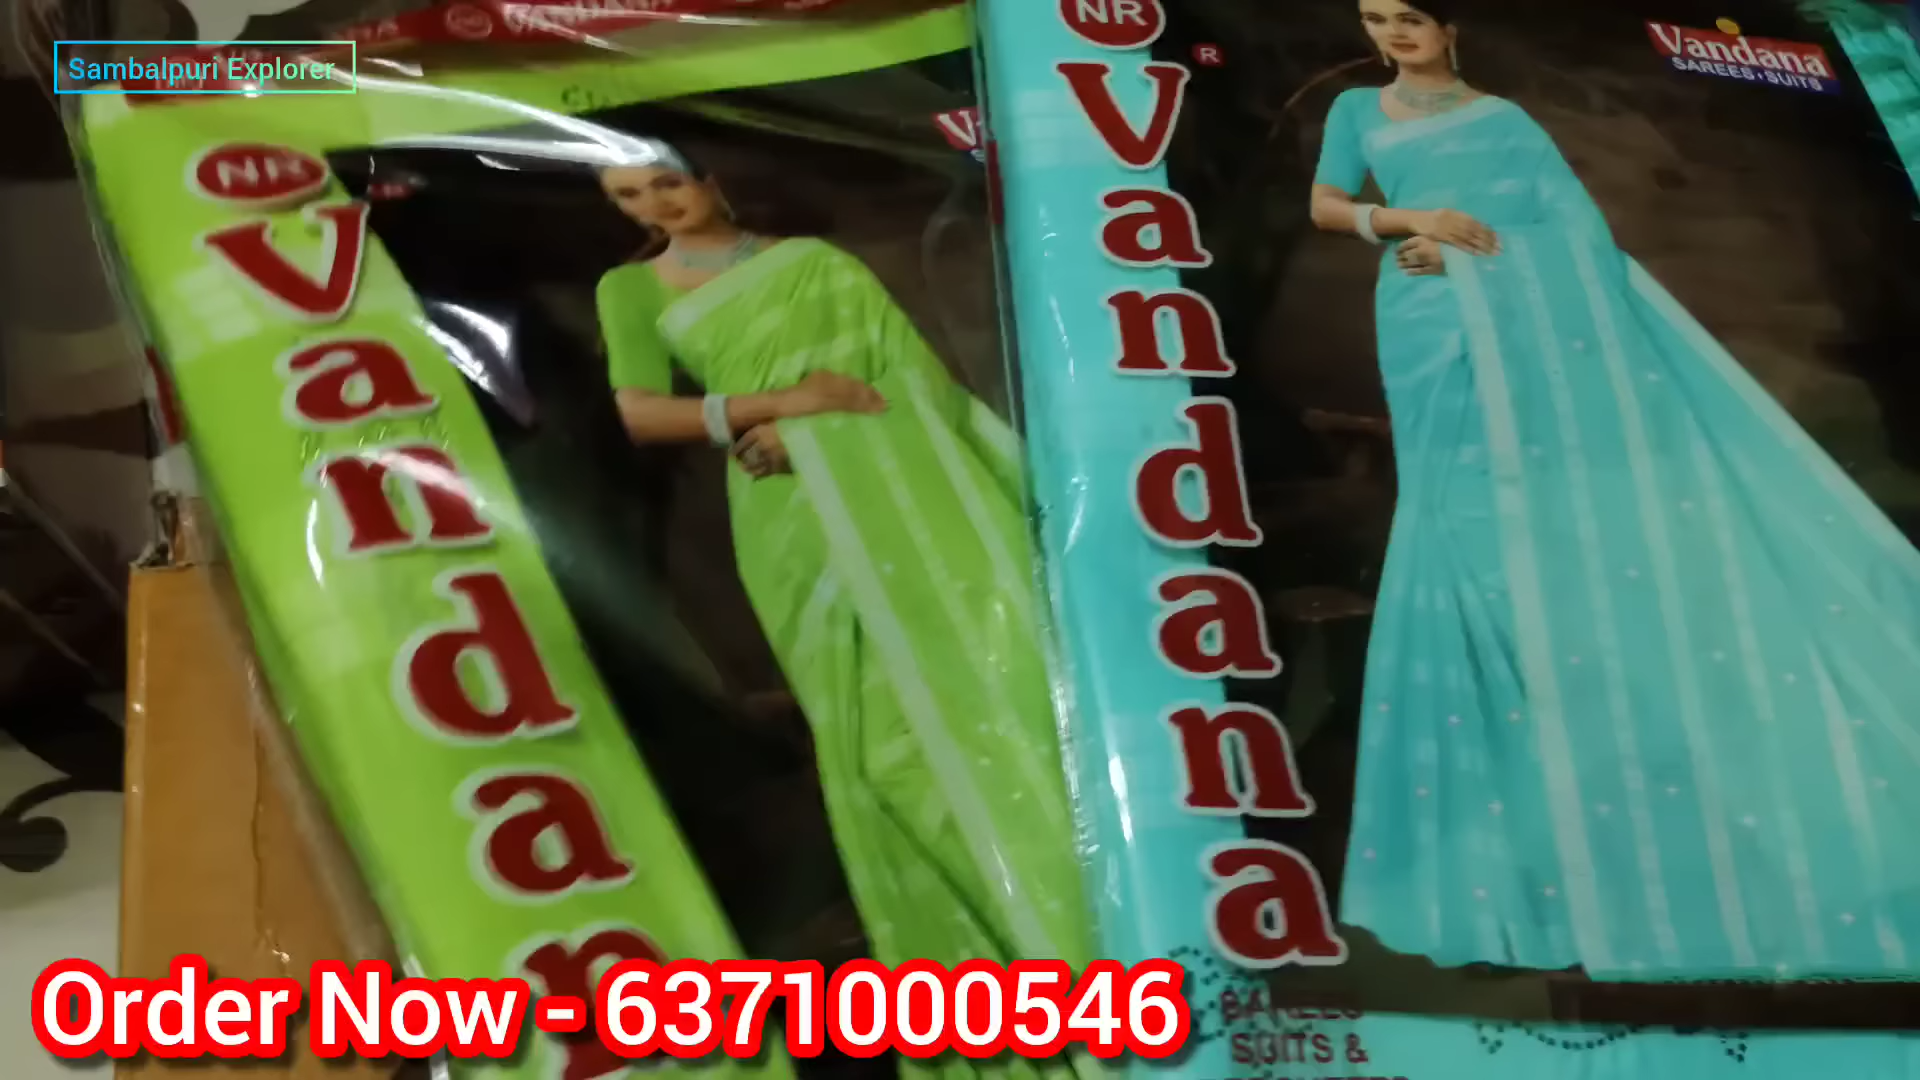 Sambalpuri Explorer
NR
Vandana
NR
Vandana
R
Vandana
SAREES • SUITS
SUITS &
Order Now - 6371000546